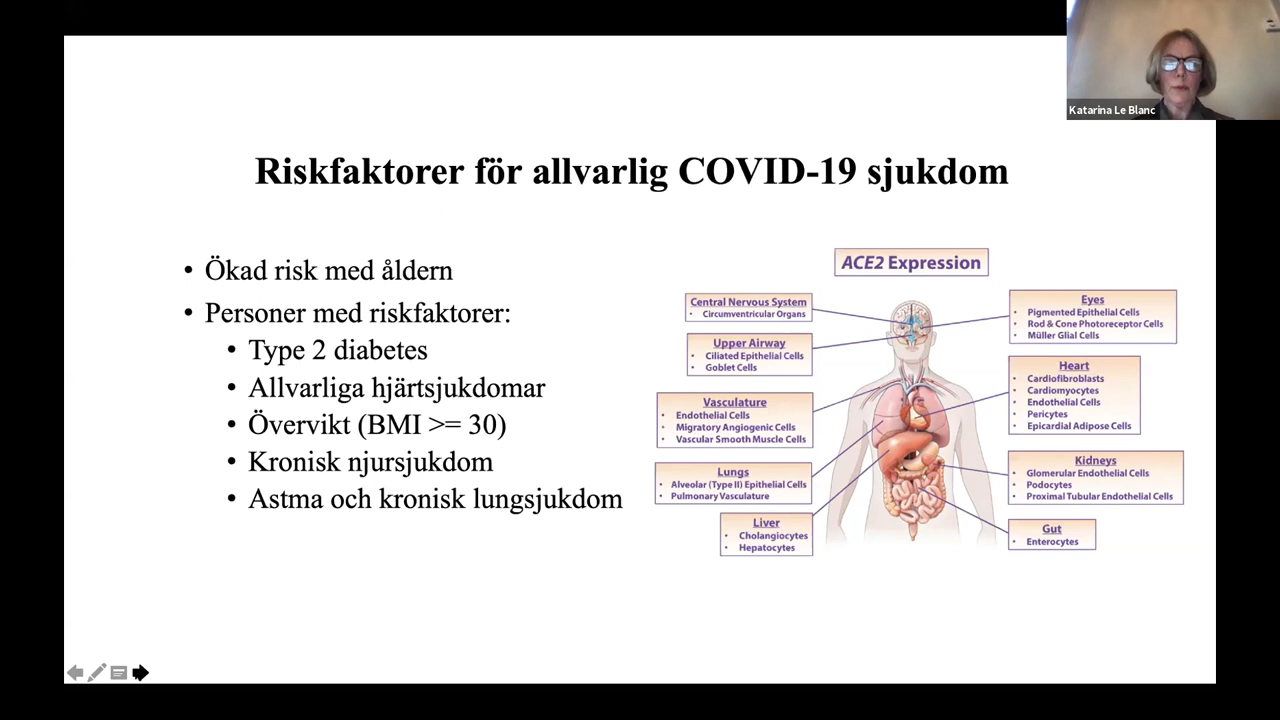 Katarina Le Blanc
Riskfaktorer för allvarlig COVID-19 sjukdom
• Ökad risk med åldern
• Personer med riskfaktorer:
• Type 2 diabetes
• Allvarliga hjärtsjukdomar
• Övervikt (BMI >= 30)
• Kronisk njursjukdom
• Astma och kronisk lungsjukdom
ACE2 Expression
Central Nervous System
• Circumventricular Organs
Upper Airway
• Ciliated Epithelial Cells
• Goblet Cells
Vasculature
• Endothelial Cells
• Migratory Angiogenic Cells
• Vascular Smooth Muscle Cells
Lungs
• Alveolar (Type II) Epithelial Cells
• Pulmonary Vasculature
Liver
• Cholangiocytes
• Hepatocytes
Eyes
• Pigmented Epithelial Cells
• Rod & Cone Photoreceptor Cells
• Müller Glial Cells
Heart
• Cardiofibroblasts
• Cardiomyocytes
• Endothelial Cells
• Pericytes
• Epicardial Adipose Cells
Kidneys
• Glomerular Endothelial Cells
• Podocytes
• Proximal Tubular Endothelial Cells
Gut
• Enterocytes